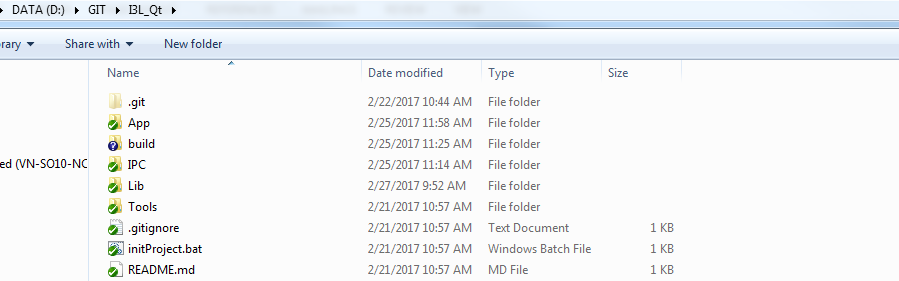 DATA (D:) GIT I3L_Qt
rary Share with New folder
Name Date modified Type Size
.git 2/22/2017 10:44 AM File folder
App 2/25/2017 11:58 AM File folder
build 2/25/2017 11:25 AM File folder
ed (VN-SO10-NC IPC 2/25/2017 11:14 AM File folder
Lib 2/27/2017 9:52 AM File folder
Tools 2/21/2017 10:57 AM File folder
.gitignore 2/21/2017 10:57 AM Text Document 1 KB
initProject.bat 2/21/2017 10:57 AM Windows Batch File 1 KB
README.md 2/21/2017 10:57 AM MD File 1 KB